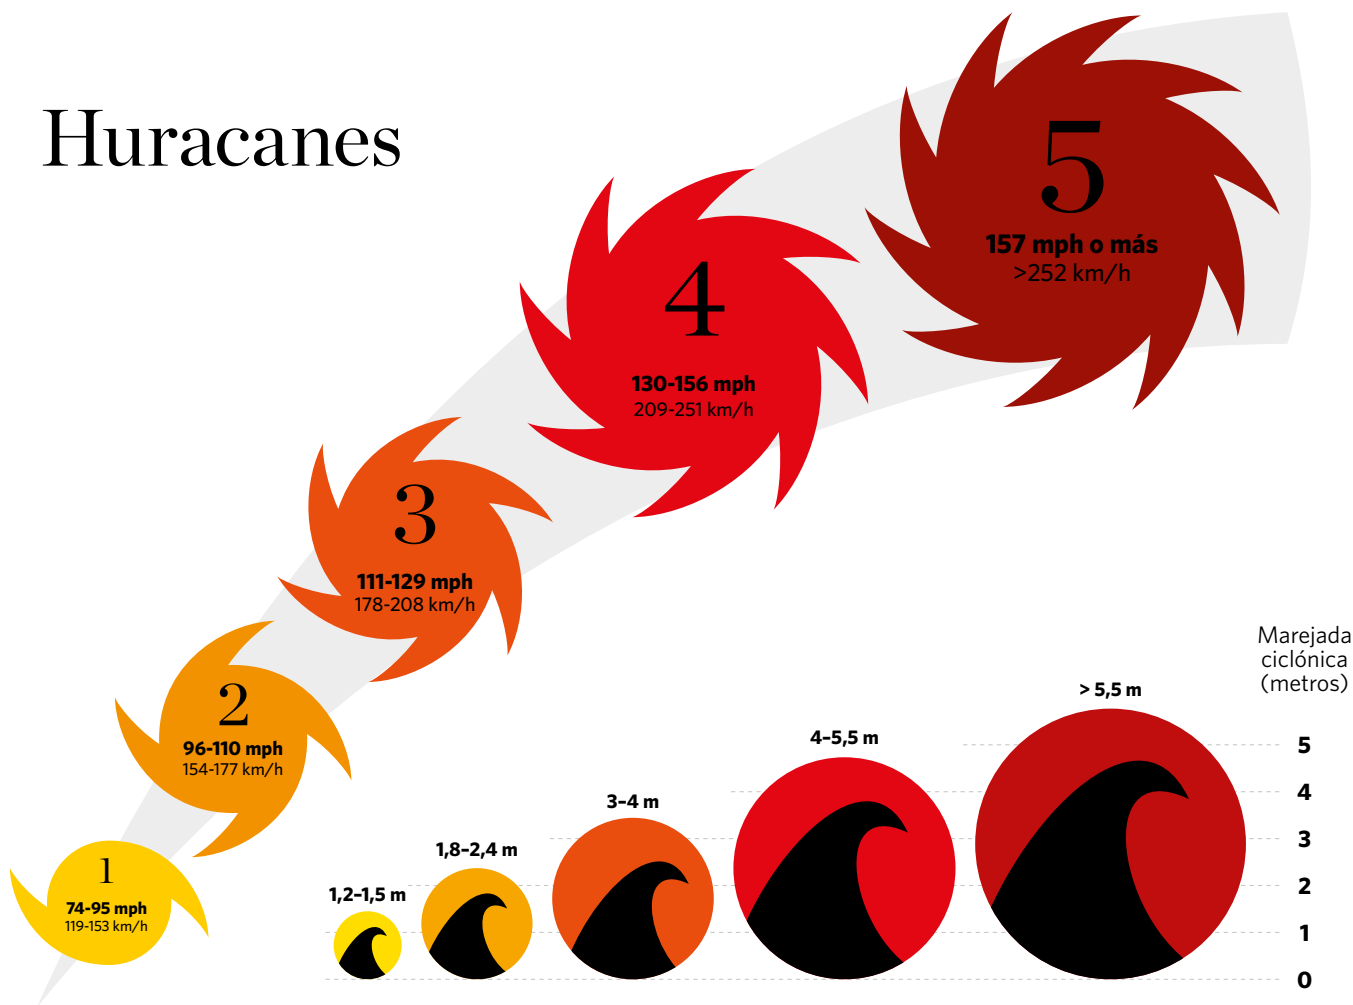 Huracanes
5
157 mph o más
>252 km/h
4
130-156 mph
209-251 km/h
3
111-129 mph
178-208 km/h
2
96-110 mph
154-177 km/h
1
74-95 mph
119-153 km/h
Marejada
ciclónica
(metros)
1,2–1,5 m
1,8–2,4 m
3–4 m
4–5,5 m
> 5,5 m
5
4
3
2
1
0